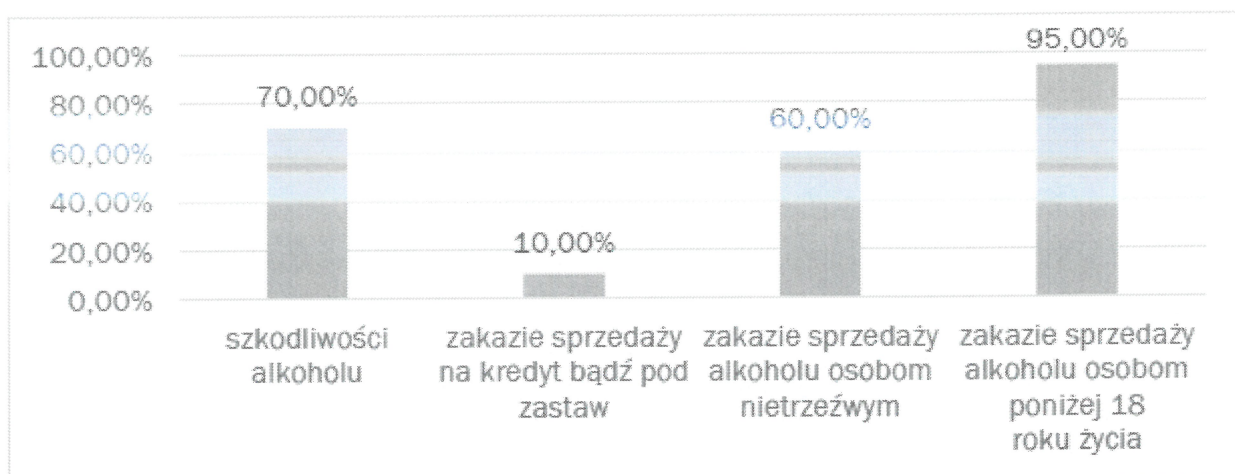 100,00%
80,00%
60,00%
40,00%
20,00%
0,00%
70,00%
10,00%
60,00%
95,00%
szkodliwości
alkoholu
zakazie sprzedaży
na kredyt bądź pod
zastaw
zakazie sprzedaży
alkoholu osobom
nietrzeźwym
zakazie sprzedaży
alkoholu osobom
poniżej 18
roku życia